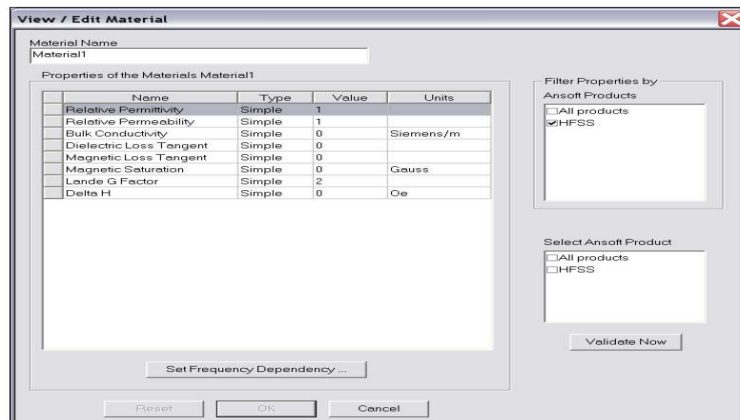 View / Edit Material
Material Name
Material1
Properties of the Materials Material1
Name Type Value Units
Relative Permittivity Simple 1
Relative Permeability Simple 1
Bulk Conductivity Simple 0 Siemens/m
Dielectric Loss Tangent Simple 0
Magnetic Loss Tangent Simple 0
Magnetic Saturation Simple 0 Gauss
Lande G Factor Simple 2
Delta H Simple 0 Oe
Set Frequency Dependency ...
Filter Properties by
Ansoft Products
All products
HFSS
Select Ansoft Product
All products
HFSS
Validate Now
Reset OK Cancel